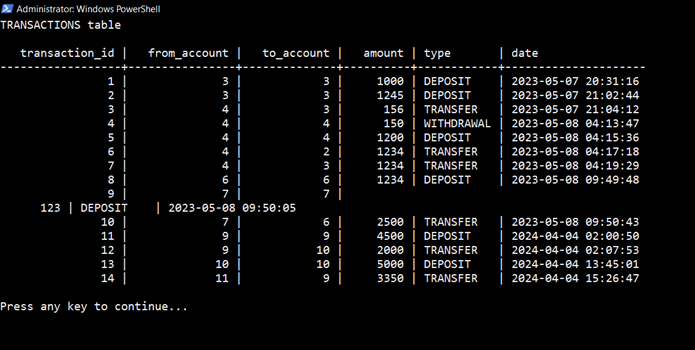 Administrator: Windows PowerShell
TRANSACTIONS table
transaction_id | from_account | to_account | amount | type | date
---------------+--------------+------------+--------+------------+---------------------
1 | 3 | 3 | 1000 | DEPOSIT | 2023-05-07 20:31:16
2 | 3 | 3 | 1245 | DEPOSIT | 2023-05-07 21:02:44
3 | 4 | 3 | 156 | TRANSFER | 2023-05-07 21:04:12
4 | 4 | 4 | 150 | WITHDRAWAL | 2023-05-08 04:13:47
5 | 4 | 4 | 1200 | DEPOSIT | 2023-05-08 04:15:36
6 | 4 | 2 | 1234 | TRANSFER | 2023-05-08 04:17:18
7 | 4 | 3 | 1234 | TRANSFER | 2023-05-08 04:19:29
8 | 6 | 6 | 1234 | DEPOSIT | 2023-05-08 09:49:48
9 | 7 | 7 |
123 | DEPOSIT | 2023-05-08 09:50:05
10 | 7 | 6 | 2500 | TRANSFER | 2023-05-08 09:50:43
11 | 9 | 9 | 4500 | DEPOSIT | 2024-04-04 02:00:50
12 | 9 | 10 | 2000 | TRANSFER | 2024-04-04 02:07:53
13 | 10 | 10 | 5000 | DEPOSIT | 2024-04-04 13:45:01
14 | 11 | 9 | 3350 | TRANSFER | 2024-04-04 15:26:47
Press any key to continue...